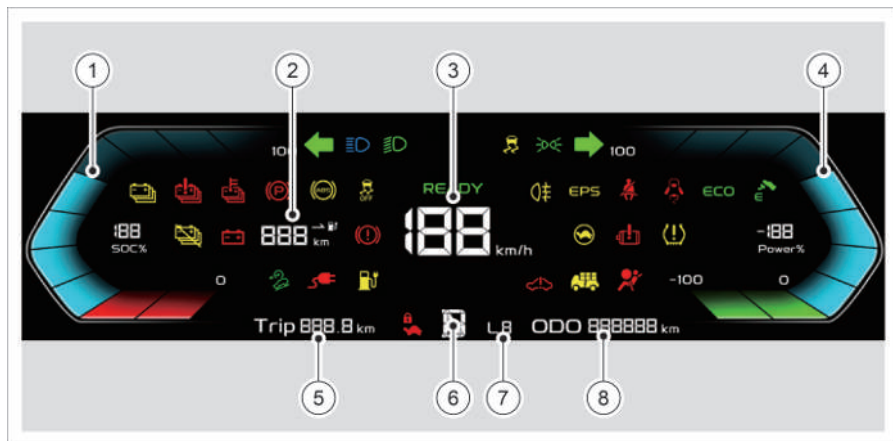 1 2 3 4
100 100
P ABS OFF READY EPS ECO E
188 SOC% 888 km 188 km/h -188 Power%
0 -100 0
Trip 888.8 km L8 ODO 888888 km
5 6 7 8